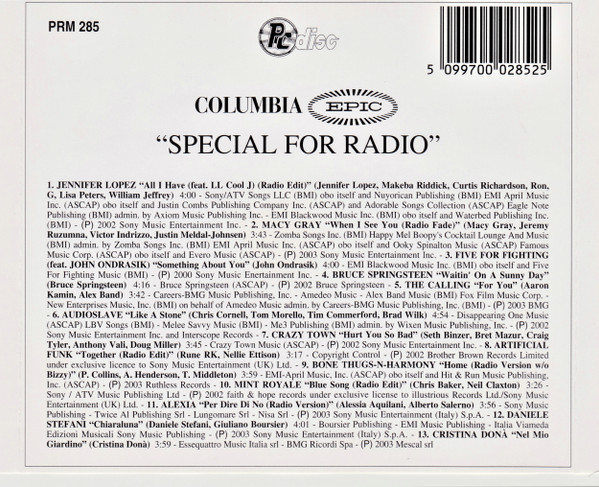 PRM 285
PC disc
5 099700 028525
COLUMBIA EPIC
“SPECIAL FOR RADIO”
1. JENNIFER LOPEZ “All I Have (feat. LL Cool J) (Radio Edit)” (Jennifer Lopez, Makeba Riddick, Curtis Richardson, Ron,
G, Lisa Peters, William Jeffrey) 4:00 - Sony/ATV Songs LLC (BMI) obo itself and Nuyorican Publishing (BMI) EMI April Music
Inc. (ASCAP) obo itself and Justin Combs Publishing Company Inc. (ASCAP) and Adorable Songs Collection (ASCAP) Eagle Note
Publishing (BMI) admin. by Axiom Music Publishing Inc. - EMI Blackwood Music Inc. (BMI) obo itself and Waterbed Publishing Inc.
(BMI) - (P) 2002 Sony Music Entertainment Inc. - 2. MACY GRAY “When I See You (Radio Fade)” (Macy Gray, Jeremy
Ruzumna, Victor Indrizzo, Justin Meldal-Johnsen) 3:43 - Zomba Songs Inc. (BMI) Happy Mel Boopy's Cocktail Lounge And Music
(BMI) admin. by Zomba Songs Inc. (BMI) EMI April Music Inc. (ASCAP) obo itself and Ooky Spinalton Music (ASCAP) Famous
Music Corp. (ASCAP) obo itself and Evero Music (ASCAP) - (P) 2003 Sony Music Entertainment Inc. - 3. FIVE FOR FIGHTING
(feat. JOHN ONDRASIK) “Something About You” (John Ondrasik) 4:00 - EMI Blackwood Music Inc. (BMI) obo itself and Five
For Fighting Music (BMI) - (P) 2000 Sony Music Entertainment Inc. - 4. BRUCE SPRINGSTEEN “Waitin' On A Sunny Day”
(Bruce Springsteen) 4:16 - Bruce Springsteen (ASCAP) - (P) 2002 Bruce Springsteen - 5. THE CALLING “For You” (Aaron
Kamin, Alex Band) 3:42 - Careers-BMG Music Publishing, Inc. - Amedeo Music - Alex Band Music (BMI) Fox Film Music Corp. -
New Enterprises Music, Inc. (BMI) on behalf of Amedeo Music admin. by Careers-BMG Music Publishing, Inc. - (P) 2003 BMG -
6. AUDIOSLAVE “Like A Stone” (Chris Cornell, Tom Morello, Tim Commerford, Brad Wilk) 4:54 - Disappearing One Music
(ASCAP) LBV Songs (BMI) - Melee Savvy Music (BMI) - Me3 Publishing (BMI) admin. by Wixen Music Publishing, Inc. - (P) 2002
Sony Music Entertainment Inc. and Interscope Records - 7. CRAZY TOWN “Hurt You So Bad” (Seth Binzer, Bret Mazur, Craig
Tyler, Anthony Vali, Doug Miller) 3:45 - Crazy Town Music (ASCAP) - (P) 2002 Sony Music Entertainment Inc. - 8. ARTIFICIAL
FUNK “Together (Radio Edit)” (Rune RK, Nellie Ettison) 3:17 - Copyright Control - (P) 2002 Brother Brown Records Limited
under exclusive licence to Sony Music Entertainment (UK) Ltd. - 9. BONE THUGS-N-HARMONY “Home (Radio Version w/o
Bizzy)” (P. Collins, A. Henderson, T. Middleton) 3:59 - EMI-April Music, Inc. (ASCAP) obo itself and Hit & Run Music Publishing,
Inc. (ASCAP) - (P) 2003 Ruthless Records - 10. MINT ROYALE “Blue Song (Radio Edit)” (Chris Baker, Neil Claxton) 3:26 -
Sony / ATV Music Publishing Ltd - (P) 2002 faith & hope records under exclusive license to illustrious Records Ltd./Sony Music
Entertainment (UK) Ltd. - 11. ALEXIA “Per Dire Di No (Radio Version)” (Alessia Aquilani, Alberto Salerno) 3:56 - Sony Music
Publishing - Twice Al Publishing Srl - Lungomare Srl - Nisa Srl - (P) 2003 Sony Music Entertainment (Italy) S.p.A. - 12. DANIELE
STEFANI “Chiaraluna” (Daniele Stefani, Giuliano Boursier) 4:01 - Boursier Publishing - EMI Music Publishing - Italia Viameda
Edizioni Musicali Sony Music Publishing - (P) 2003 Sony Music Entertainment (Italy) S.p.A. - 13. CRISTINA DONÀ “Nel Mio
Giardino” (Cristina Donà) 3:59 - Essequattro Music Italia srl - BMG Ricordi Spa - (P) 2003 Mescal srl